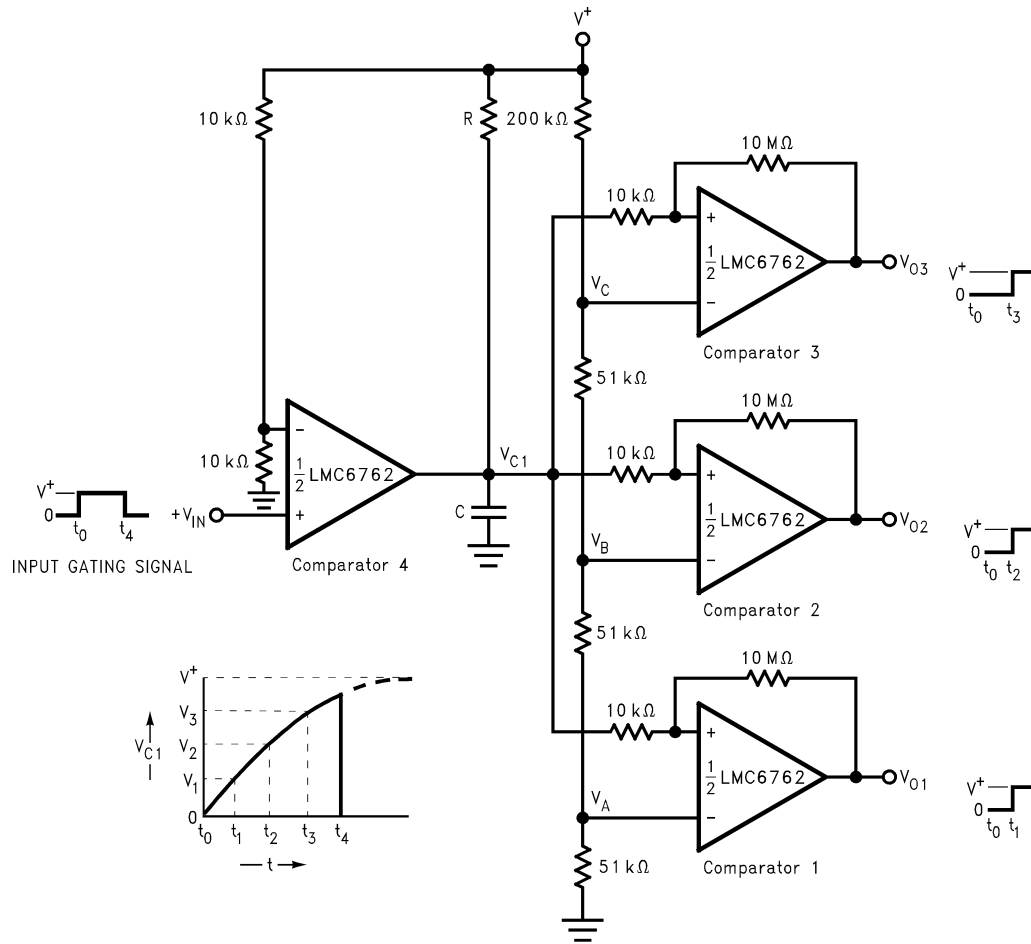 V+
10 kΩ
R
200 kΩ
10 MΩ
10 kΩ
+
1/2 LMC6762
−
VO3
V+
0
t0
t3
VC
Comparator 3
51 kΩ
10 MΩ
−
10 kΩ
1/2 LMC6762
+
VC1
10 kΩ
+
1/2 LMC6762
−
VO2
V+
0
t0
t2
V+
0
t0
t4
+VIN
C
VB
INPUT GATING SIGNAL
Comparator 4
Comparator 2
51 kΩ
10 MΩ
V+
V3
VC1
V2
V1
0
t0
t1
t2
t3
t4
t
10 kΩ
+
1/2 LMC6762
−
VO1
V+
0
t0
t1
VA
51 kΩ
Comparator 1